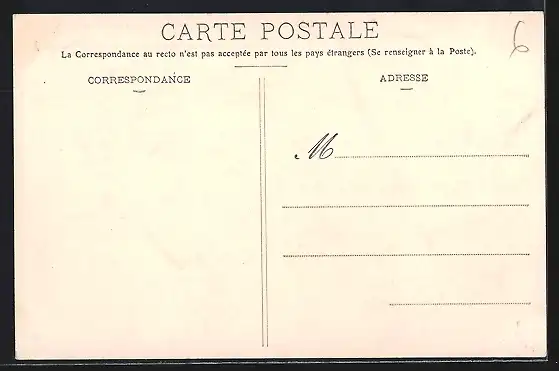 CARTE POSTALE
6
La Correspondance au recto n'est pas acceptée par tous les pays étrangers (Se renseigner à la Poste).
CORRESPONDANCE
ADRESSE
M